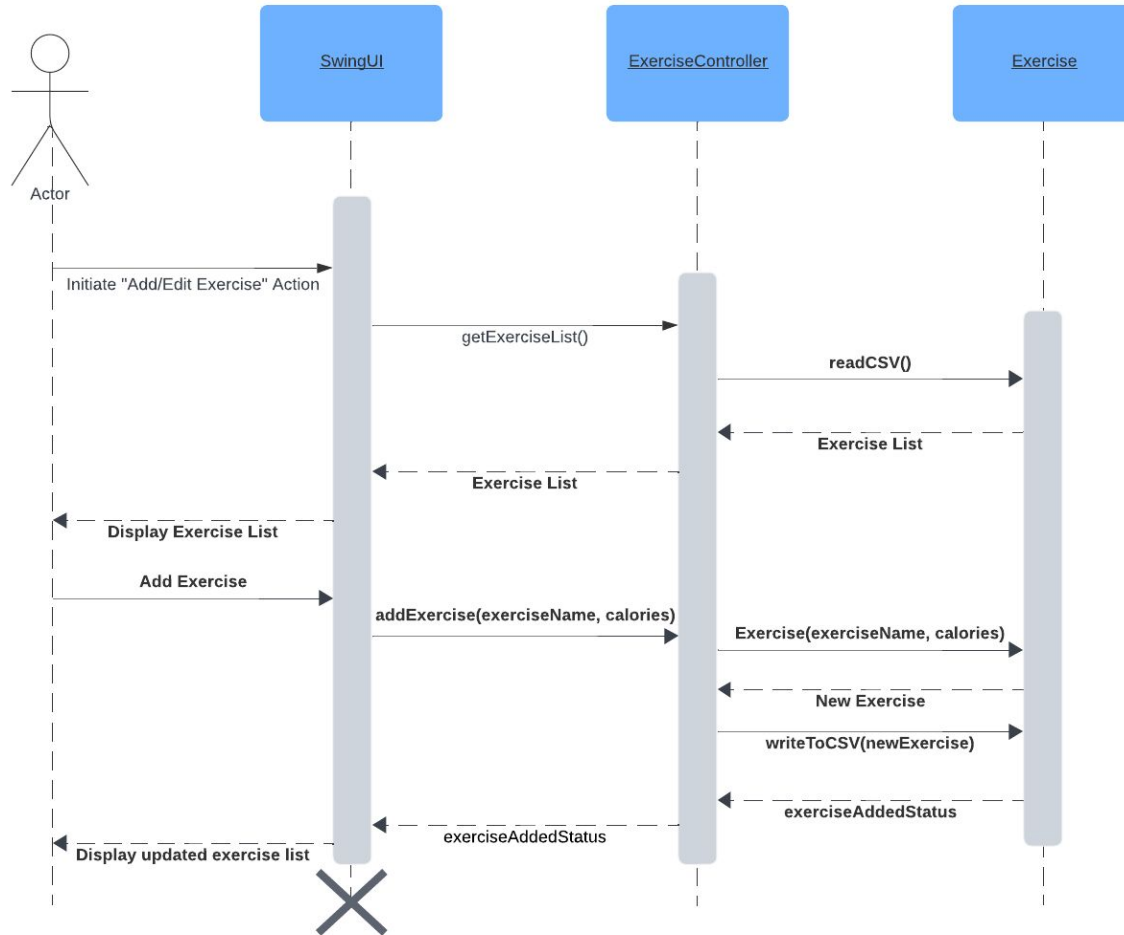 SwingUI
ExerciseController
Exercise
Actor
Initiate "Add/Edit Exercise" Action
getExerciseList()
readCSV()
Exercise List
Exercise List
Display Exercise List
Add Exercise
addExercise(exerciseName, calories)
Exercise(exerciseName, calories)
New Exercise
writeToCSV(newExercise)
exerciseAddedStatus
exerciseAddedStatus
Display updated exercise list